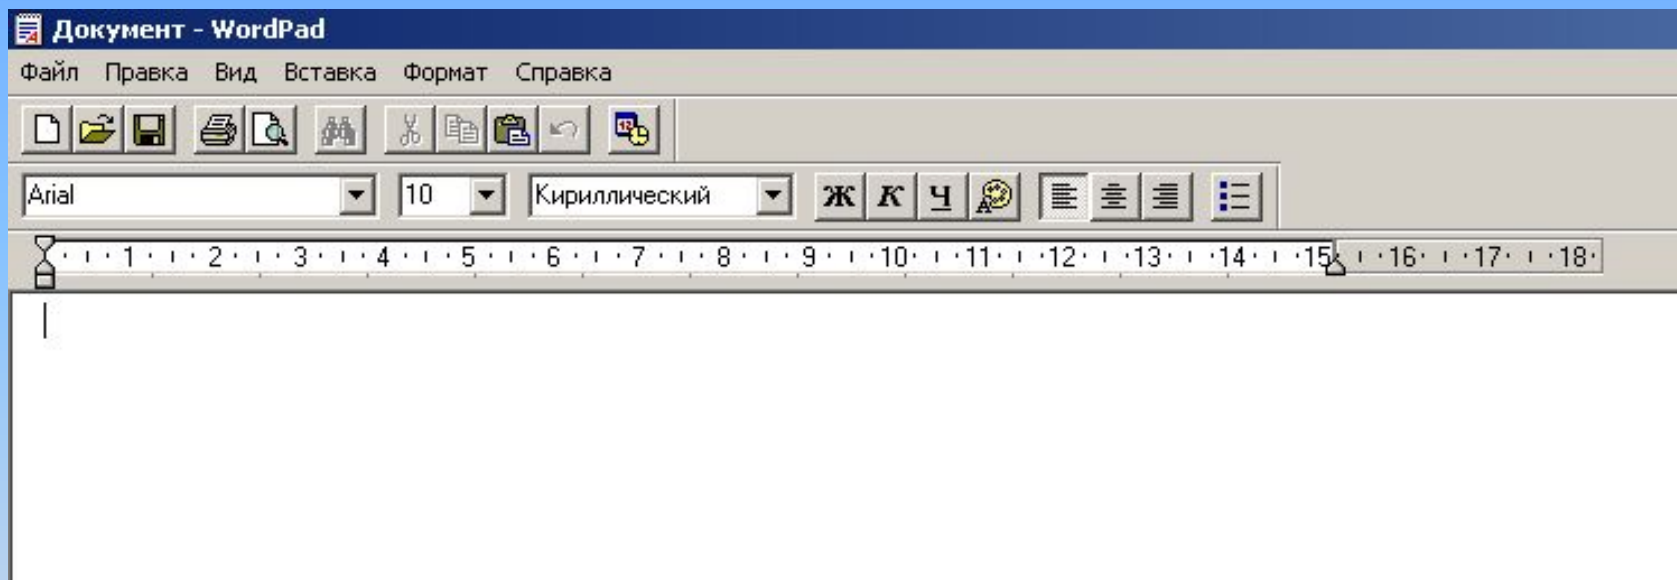 Документ - WordPad
Файл Правка Вид Вставка Формат Справка
12
Arial 10 Кириллический Ж К Ч A
1 2 3 4 5 6 7 8 9 10 11 12 13 14 15 16 17 18